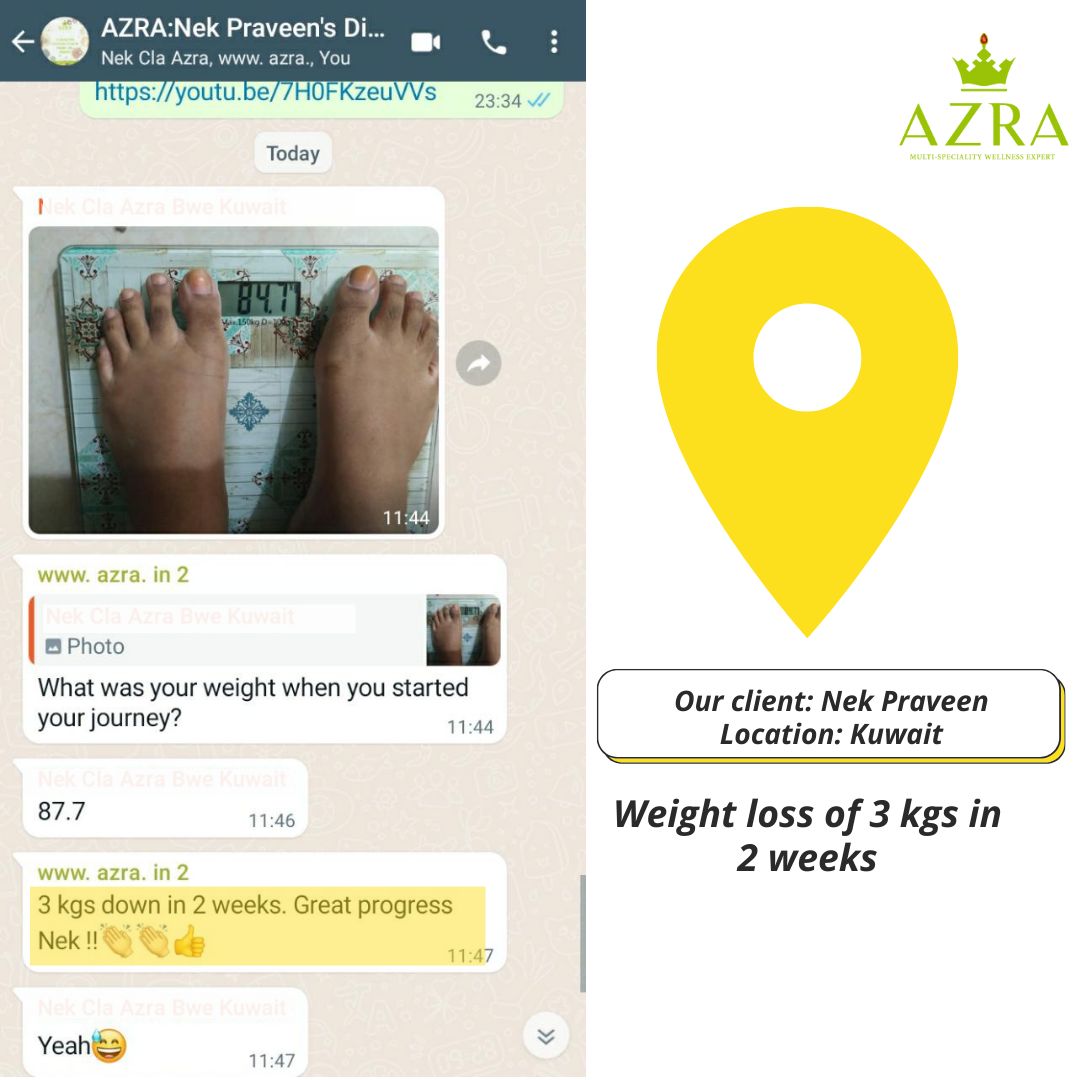 AZRA:Nek Praveen's Di...
Nek Cla Azra, www. azra., You
https://youtu.be/7H0FKzeuVVs
23:34
Today
Nek Cla Azra Bwe Kuwait
84.7
Max.150kg D=100g
11:44
www. azra. in 2
Nek Cla Azra Bwe Kuwait
Photo
What was your weight when you started
your journey?
11:44
Nek Cla Azra Bwe Kuwait
87.7
11:46
www. azra. in 2
3 kgs down in 2 weeks. Great progress
Nek !!👏👏👍
11:47
Nek Cla Azra Bwe Kuwait
Yeah😅
11:47
AZRA
MULTI-SPECIALITY WELLNESS EXPERT
Our client: Nek Praveen
Location: Kuwait
Weight loss of 3 kgs in
2 weeks